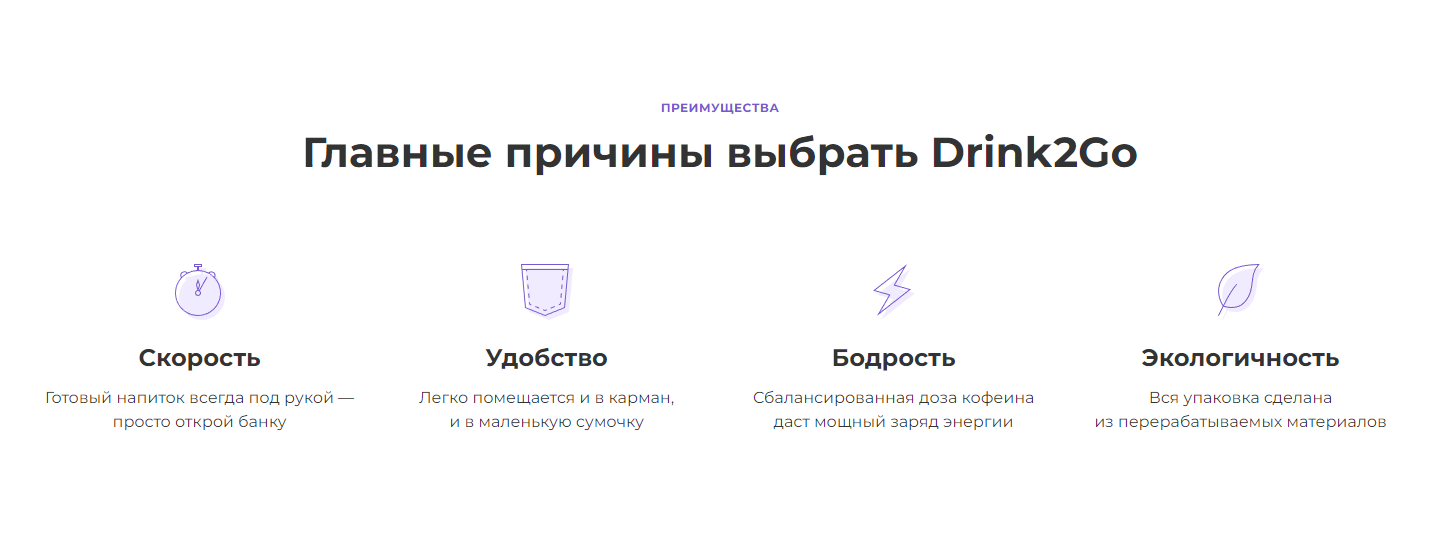 ПРЕИМУЩЕСТВА
Главные причины выбрать Drink2Go
Скорость
Готовый напиток всегда под рукой —
просто открой банку
Удобство
Легко помещается и в карман,
и в маленькую сумочку
Бодрость
Сбалансированная доза кофеина
даст мощный заряд энергии
Экологичность
Вся упаковка сделана
из перерабатываемых материалов